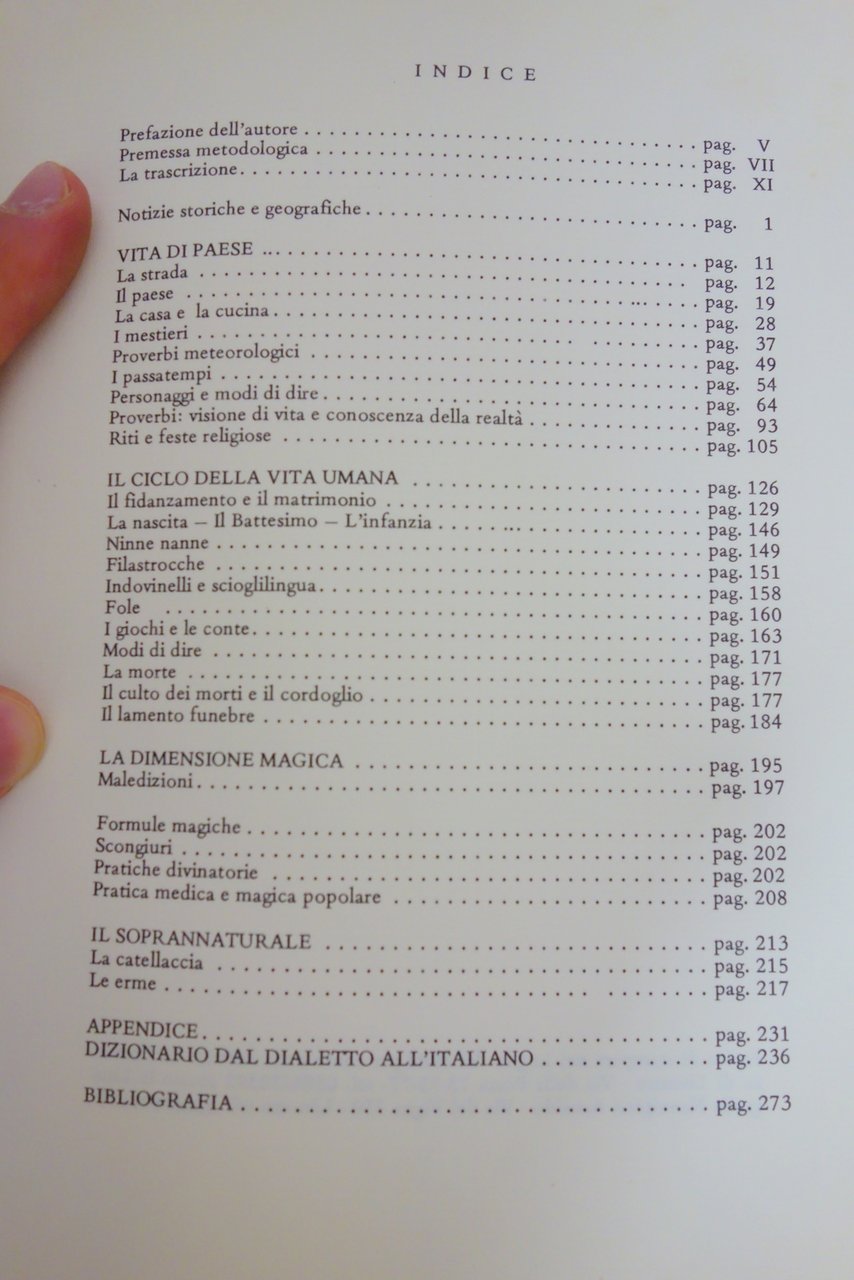 INDICE
Prefazione dell'autore . . . . . . . . . . . . . . . . . . . . . . . . pag. V
Premessa metodologica . . . . . . . . . . . . . . . . . . . . . . . . pag. VII
La trascrizione. . . . . . . . . . . . . . . . . . . . . . . . . . . . pag. XI
Notizie storiche e geografiche . . . . . . . . . . . . . . . . . . . . pag. 1
VITA DI PAESE . . . . . . . . . . . . . . . . . . . . . . . . . . . . pag. 11
La strada . . . . . . . . . . . . . . . . . . . . . . . . . . . . . . pag. 12
Il paese . . . . . . . . . . . . . . . . . . . . . . . . . . . . . . . pag. 19
La casa e la cucina . . . . . . . . . . . . . . . . . . . . . . . . . pag. 28
I mestieri . . . . . . . . . . . . . . . . . . . . . . . . . . . . . . pag. 37
Proverbi meteorologici . . . . . . . . . . . . . . . . . . . . . . . . pag. 49
I passatempi . . . . . . . . . . . . . . . . . . . . . . . . . . . . . pag. 54
Personaggi e modi di dire . . . . . . . . . . . . . . . . . . . . . . pag. 64
Proverbi: visione di vita e conoscenza della realtà . . . . . . . . . pag. 93
Riti e feste religiose . . . . . . . . . . . . . . . . . . . . . . . . pag. 105
IL CICLO DELLA VITA UMANA . . . . . . . . . . . . . . . . . . . . . . pag. 126
Il fidanzamento e il matrimonio . . . . . . . . . . . . . . . . . . . pag. 129
La nascita – Il Battesimo – L'infanzia . . . . . . . . . . . . . . . . pag. 146
Ninne nanne . . . . . . . . . . . . . . . . . . . . . . . . . . . . . pag. 149
Filastrocche . . . . . . . . . . . . . . . . . . . . . . . . . . . . . pag. 151
Indovinelli e scioglilingua . . . . . . . . . . . . . . . . . . . . . pag. 158
Fole . . . . . . . . . . . . . . . . . . . . . . . . . . . . . . . . . pag. 160
I giochi e le conte . . . . . . . . . . . . . . . . . . . . . . . . . pag. 163
Modi di dire . . . . . . . . . . . . . . . . . . . . . . . . . . . . . pag. 171
La morte . . . . . . . . . . . . . . . . . . . . . . . . . . . . . . . pag. 177
Il culto dei morti e il cordoglio . . . . . . . . . . . . . . . . . . pag. 177
Il lamento funebre . . . . . . . . . . . . . . . . . . . . . . . . . . pag. 184
LA DIMENSIONE MAGICA . . . . . . . . . . . . . . . . . . . . . . . . . pag. 195
Maledizioni . . . . . . . . . . . . . . . . . . . . . . . . . . . . . pag. 197
Formule magiche . . . . . . . . . . . . . . . . . . . . . . . . . . . pag. 202
Scongiuri . . . . . . . . . . . . . . . . . . . . . . . . . . . . . . pag. 202
Pratiche divinatorie . . . . . . . . . . . . . . . . . . . . . . . . . pag. 202
Pratica medica e magica popolare . . . . . . . . . . . . . . . . . . . pag. 208
IL SOPRANNATURALE . . . . . . . . . . . . . . . . . . . . . . . . . . pag. 213
La catellaccia . . . . . . . . . . . . . . . . . . . . . . . . . . . . pag. 215
Le erme . . . . . . . . . . . . . . . . . . . . . . . . . . . . . . . pag. 217
APPENDICE . . . . . . . . . . . . . . . . . . . . . . . . . . . . . . pag. 231
DIZIONARIO DAL DIALETTO ALL'ITALIANO . . . . . . . . . . . . . . . . . pag. 236
BIBLIOGRAFIA . . . . . . . . . . . . . . . . . . . . . . . . . . . . . pag. 273